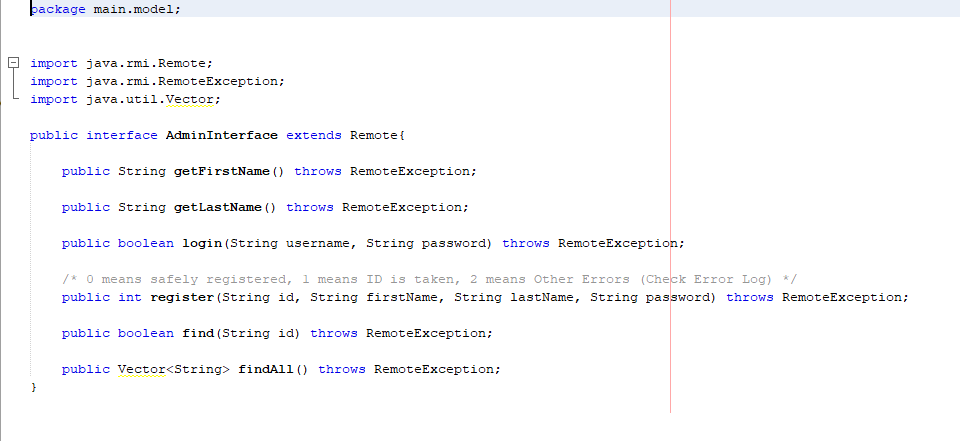 package main.model;
import java.rmi.Remote;
import java.rmi.RemoteException;
import java.util.Vector;
public interface AdminInterface extends Remote{
public String getFirstName() throws RemoteException;
public String getLastName() throws RemoteException;
public boolean login(String username, String password) throws RemoteException;
/* 0 means safely registered, 1 means ID is taken, 2 means Other Errors (Check Error Log) */
public int register(String id, String firstName, String lastName, String password) throws RemoteException;
public boolean find(String id) throws RemoteException;
public Vector<String> findAll() throws RemoteException;
}